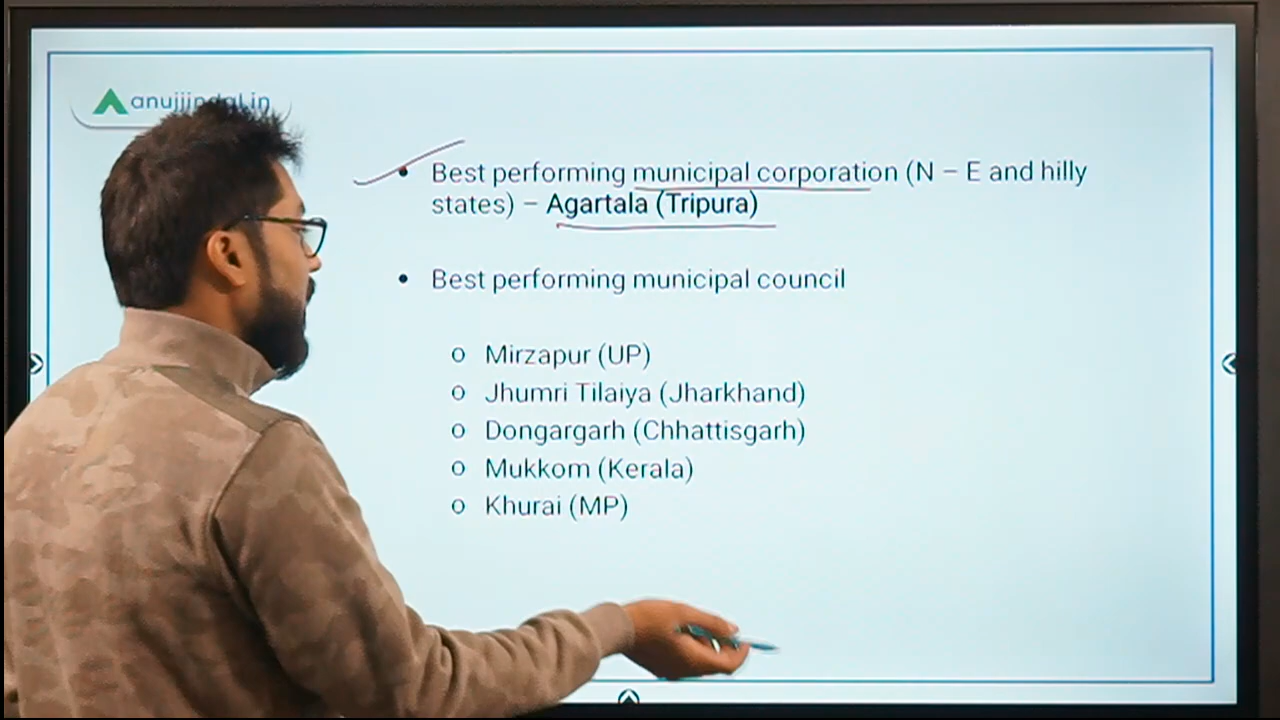 anujjindal.in
• Best performing municipal corporation (N – E and hilly
states) – Agartala (Tripura)
• Best performing municipal council
o Mirzapur (UP)
o Jhumri Tilaiya (Jharkhand)
o Dongargarh (Chhattisgarh)
o Mukkom (Kerala)
o Khurai (MP)